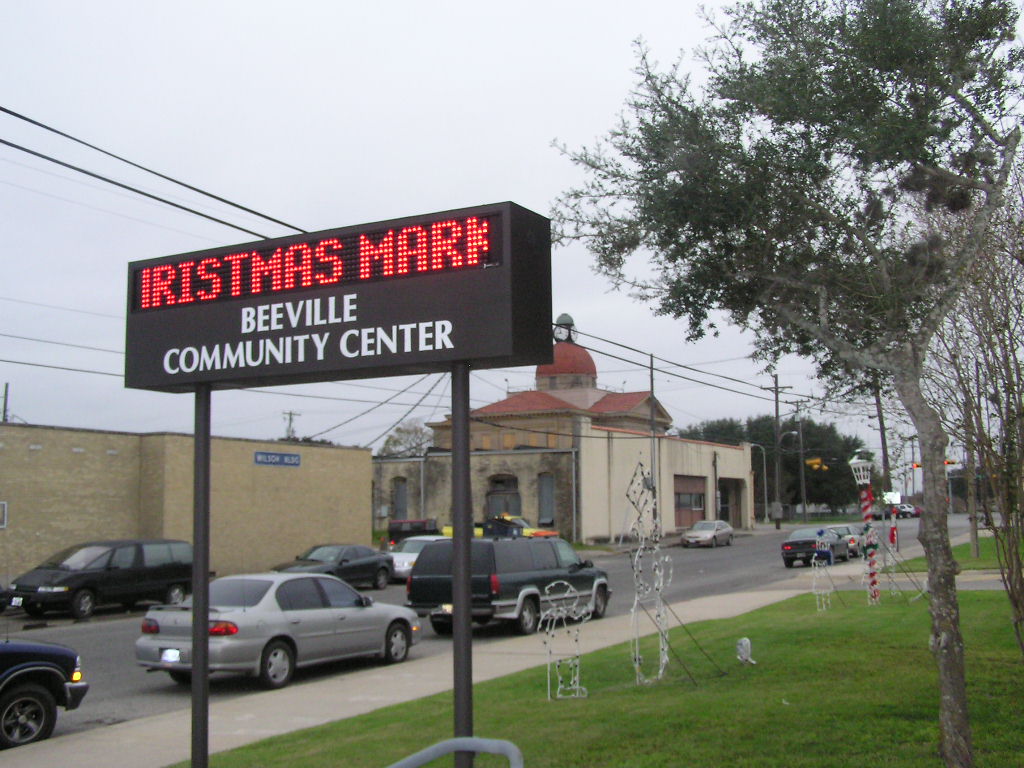 IRISTMAS MARK
BEEVILLE
COMMUNITY CENTER
WILSON BLDG